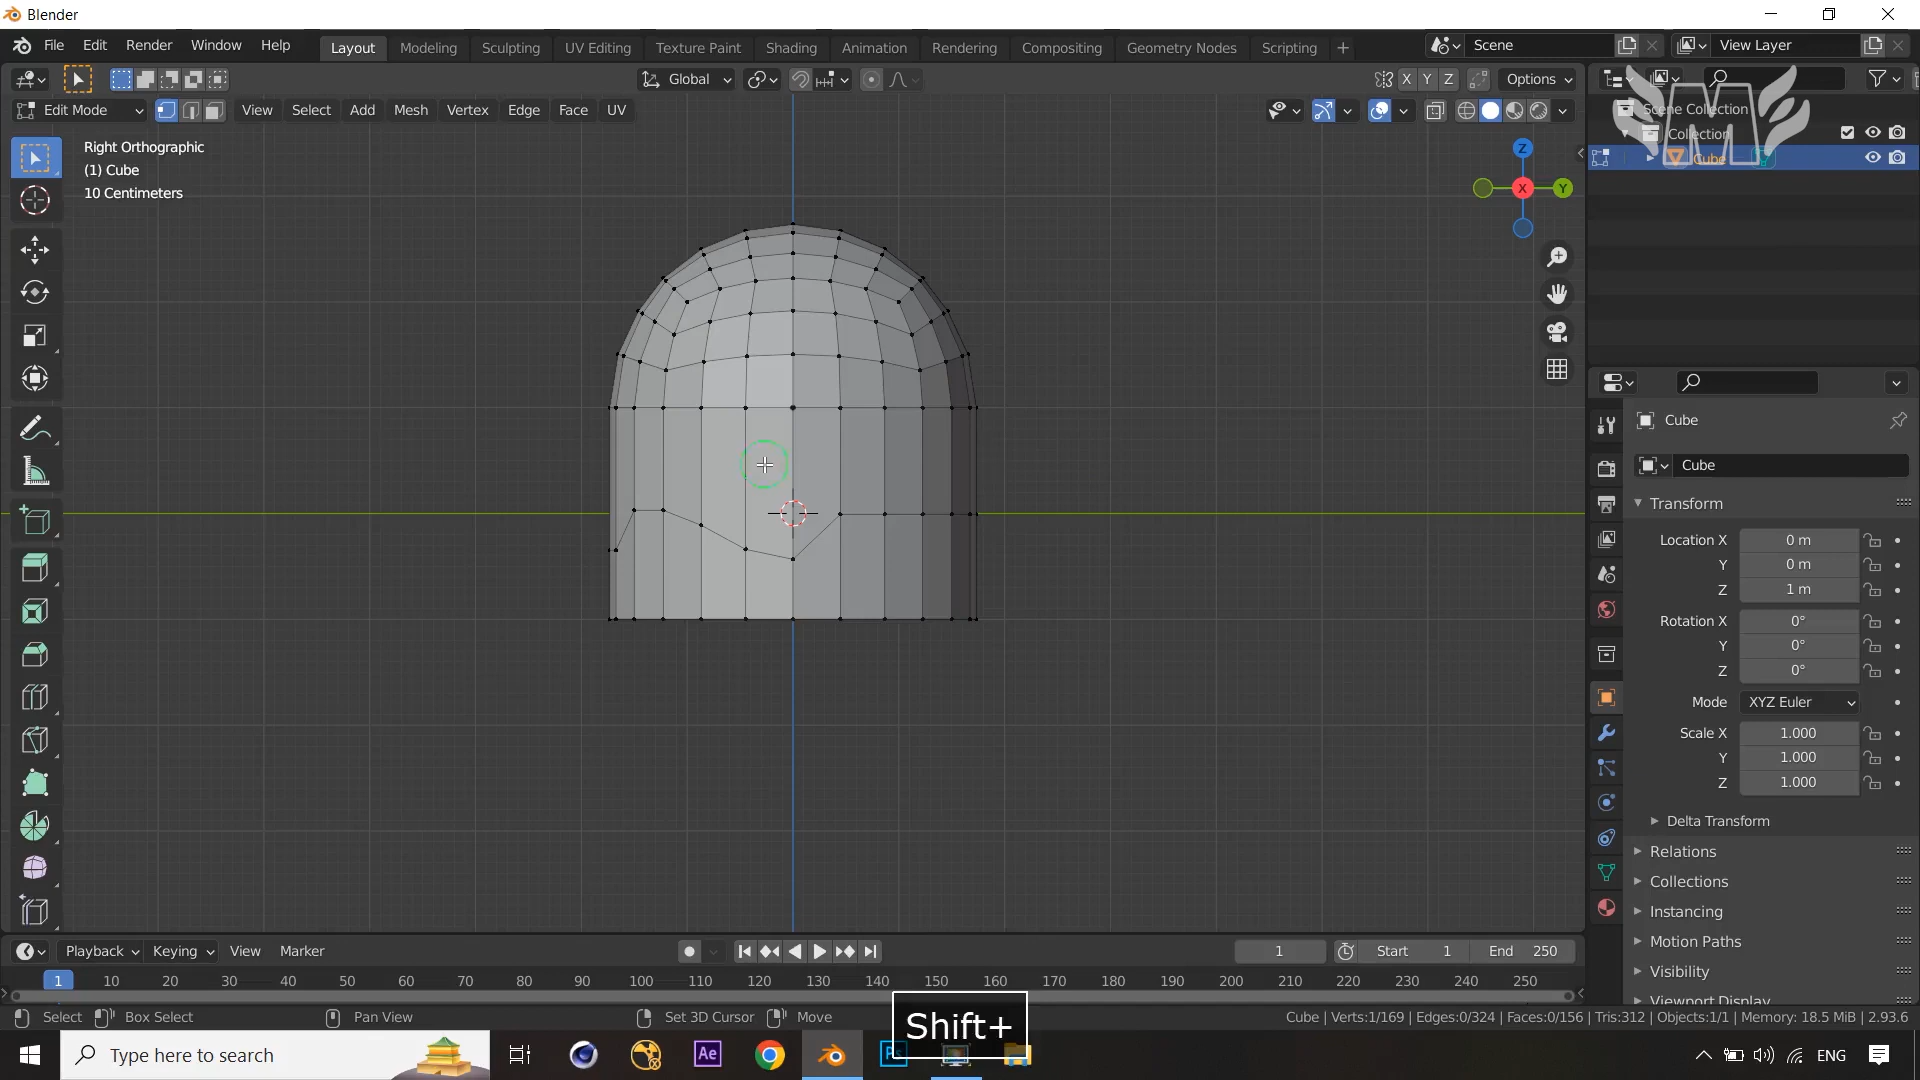 Blender
File Edit Render Window Help Layout Modeling Sculpting UV Editing Texture Paint Shading Animation Rendering Compositing Geometry Nodes Scripting Scene View Layer
Global X Y Z Options
Edit Mode View Select Add Mesh Vertex Edge Face UV
Scene Collection
Collection
Cube
Right Orthographic
(1) Cube
10 Centimeters
Z
X
Y
Cube
Cube
Transform
Location X 0 m
Y 0 m
Z 1 m
Rotation X 0°
Y 0°
Z 0°
Mode XYZ Euler
Scale X 1.000
Y 1.000
Z 1.000
Delta Transform
Relations
Collections
Instancing
Motion Paths
Visibility
Viewport Display
Playback Keying View Marker 1 Start 1 End 250
1 10 20 30 40 50 60 70 80 90 100 110 120 130 140 150 160 170 180 190 200 210 220 230 240 250
Select Box Select Pan View Set 3D Cursor Move
Cube | Verts:1/169 | Edges:0/324 | Faces:0/156 | Tris:312 | Objects:1/1 | Memory: 18.5 MiB | 2.93.6
Shift+
Type here to search Ae ENG